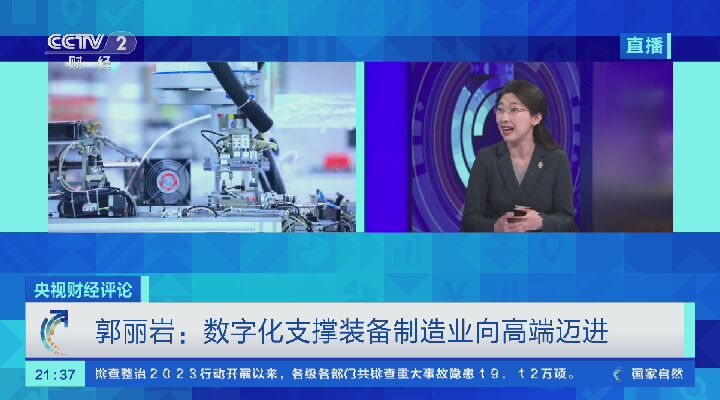 CCTV 2
财经
直播
央视财经评论
郭丽岩：数字化支撑装备制造业向高端迈进
21:37 排查整治2023行动开展以来，各级各部门共排查重大事故隐患19．12万项。 国家自然